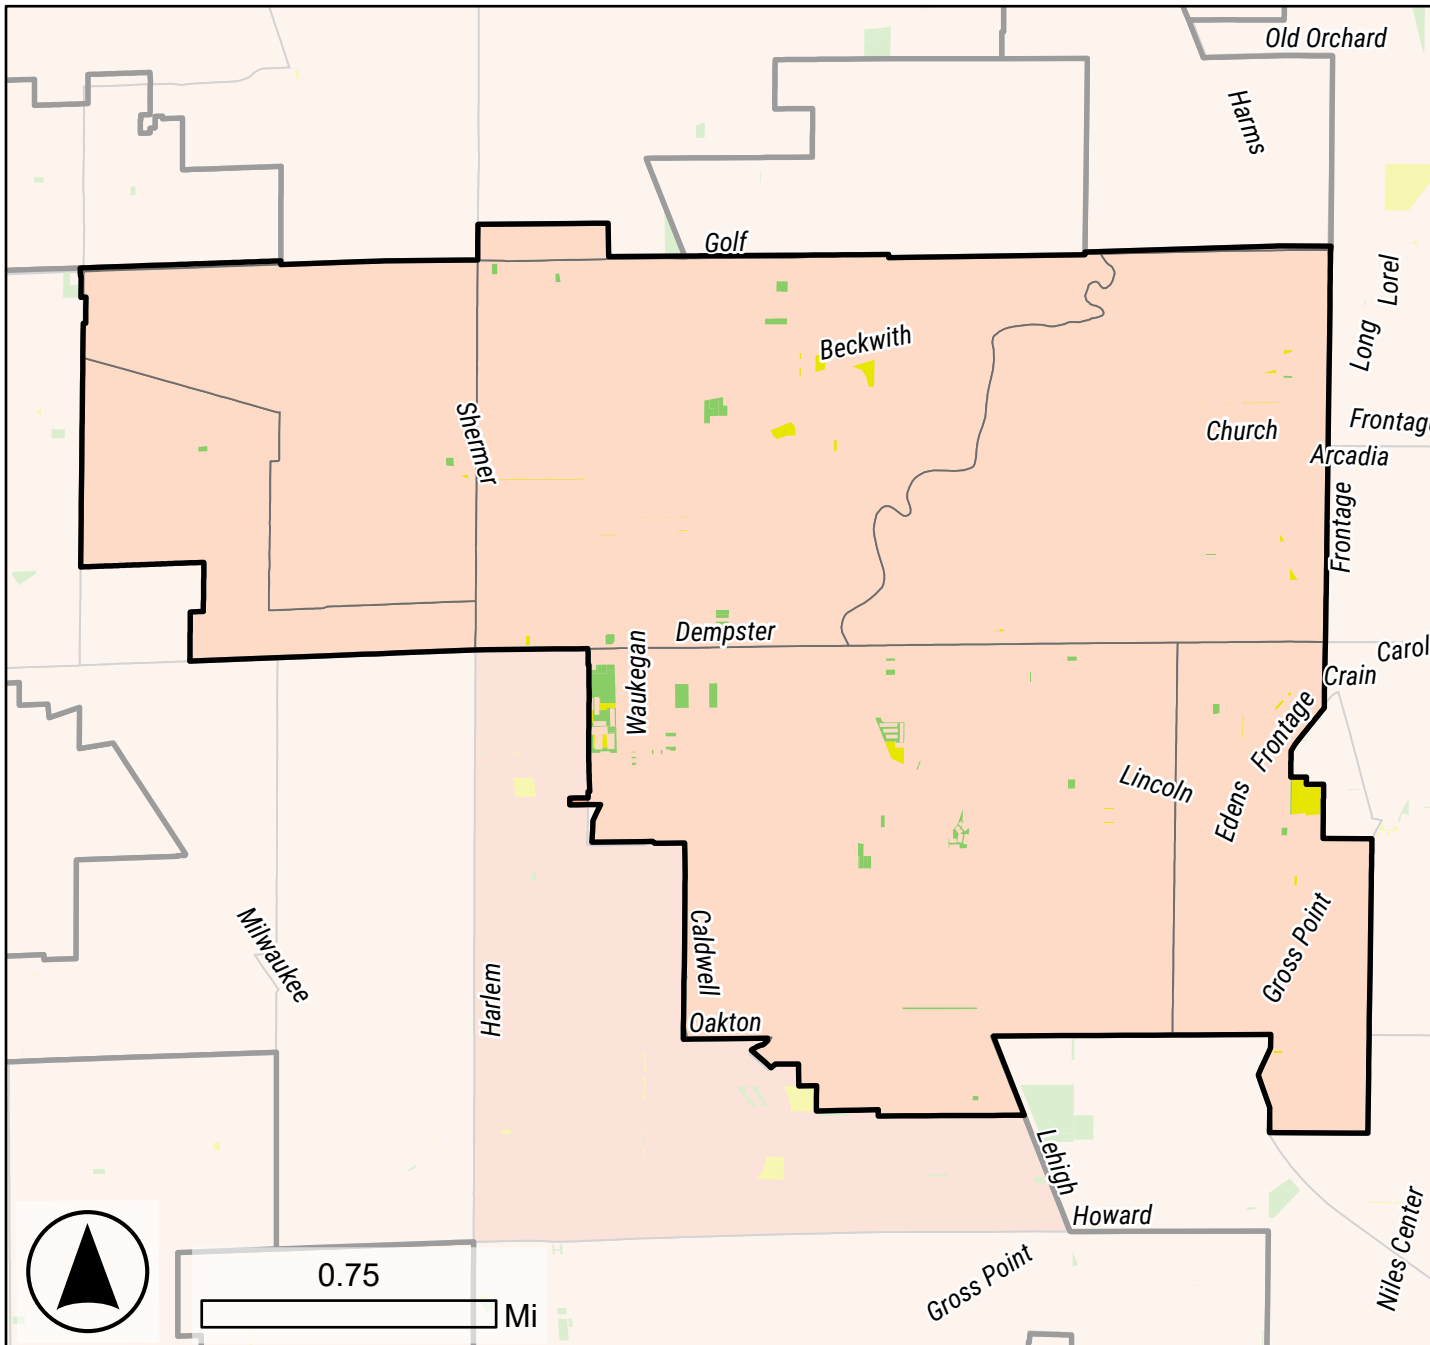 Old Orchard
Harms
Golf
Lorel
Long
Beckwith
Shermer
Church
Frontag
Arcadia
Frontage
Dempster
Waukegan
Carol
Crain
Frontage
Lincoln
Edens
Gross Point
Caldwell
Milwaukee
Harlem
Oakton
Lehigh
Howard
Niles Center
Gross Point
0.75
Mi